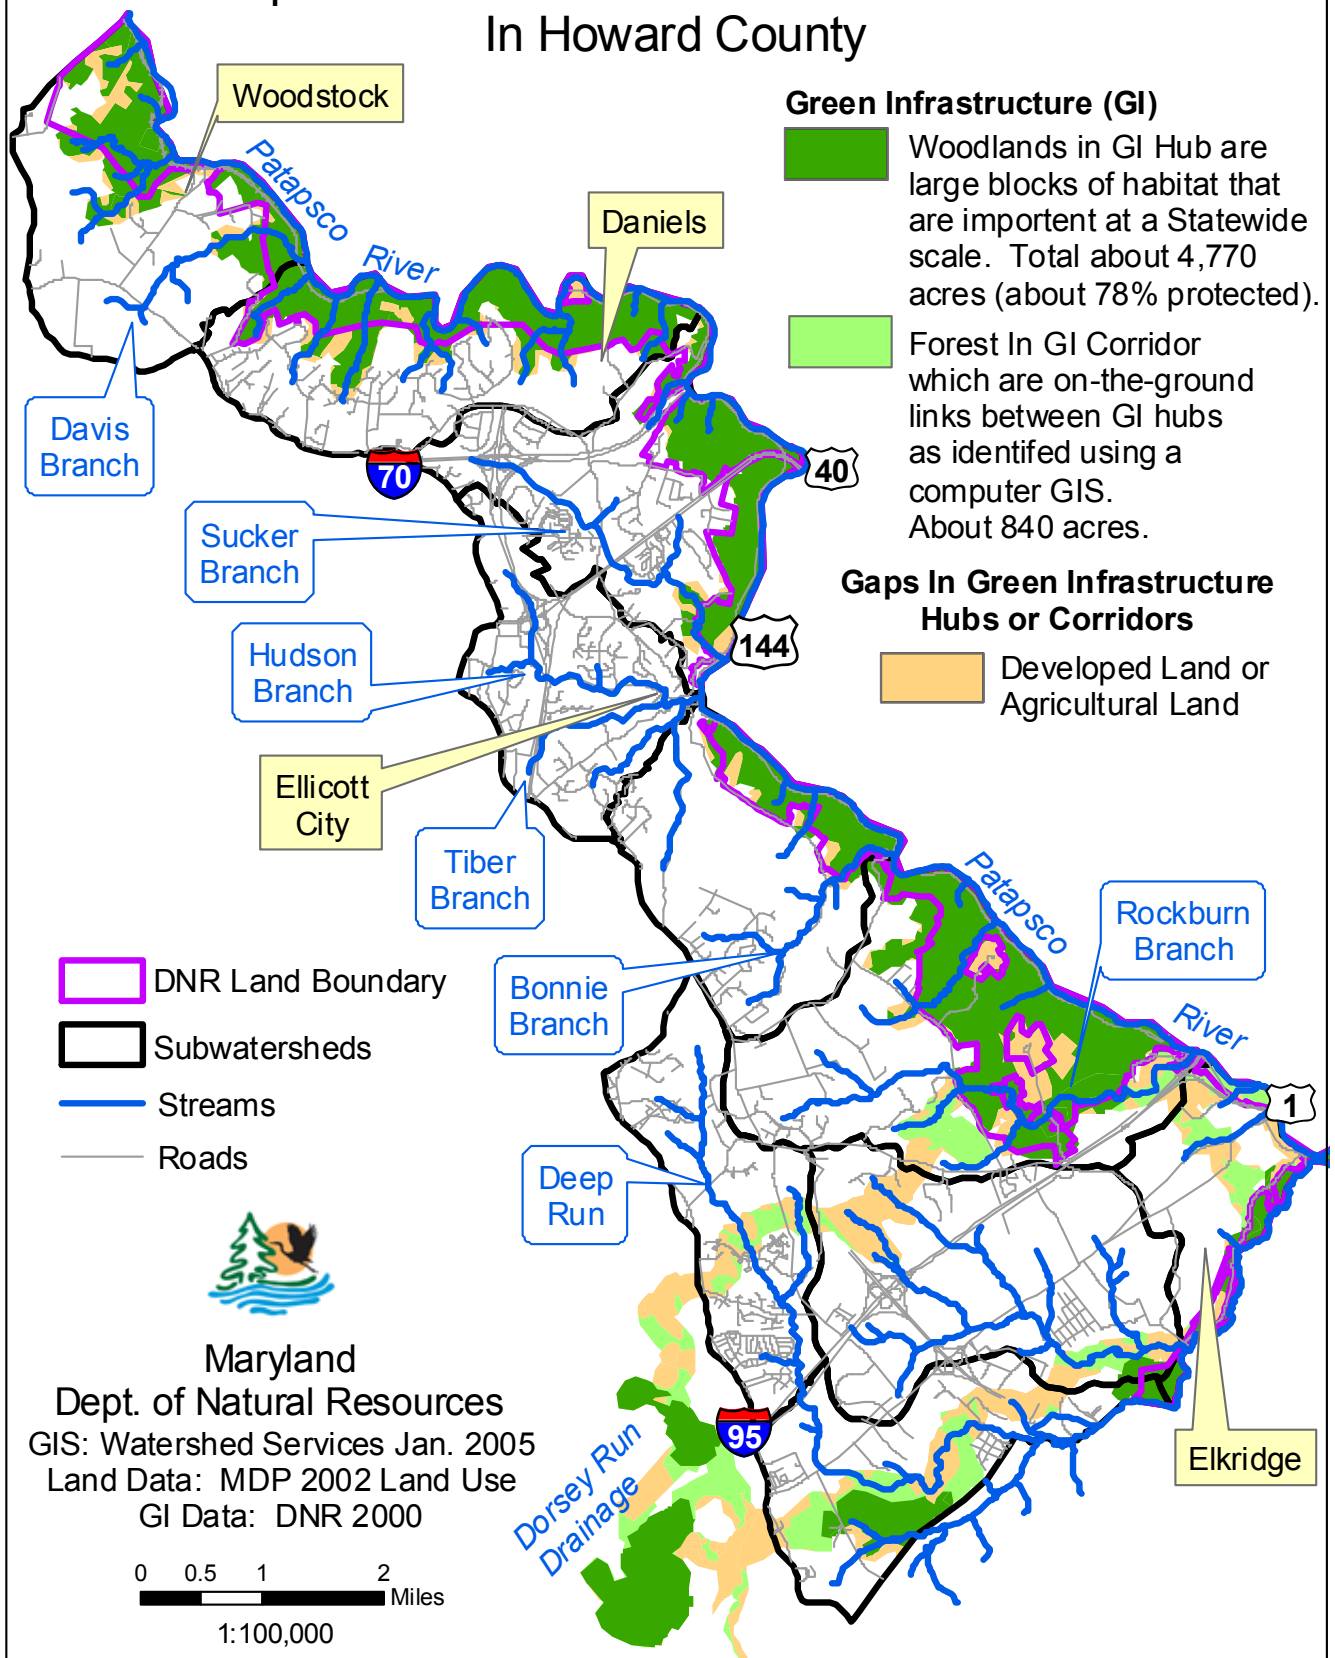 In Howard County
Green Infrastructure (GI)
Woodlands in GI Hub are
large blocks of habitat that
are importent at a Statewide
scale. Total about 4,770
acres (about 78% protected).
Forest In GI Corridor
which are on-the-ground
links between GI hubs
as identifed using a
computer GIS.
About 840 acres.
Gaps In Green Infrastructure
Hubs or Corridors
Developed Land or
Agricultural Land
Woodstock
Patapsco
River
Daniels
Davis
Branch
70
40
Sucker
Branch
144
Hudson
Branch
Ellicott
City
Tiber
Branch
Patapsco
River
Rockburn
Branch
Bonnie
Branch
1
Deep
Run
95
Elkridge
Dorsey Run
Drainage
DNR Land Boundary
Subwatersheds
Streams
Roads
Maryland
Dept. of Natural Resources
GIS: Watershed Services Jan. 2005
Land Data: MDP 2002 Land Use
GI Data: DNR 2000
0 0.5 1 2
Miles
1:100,000